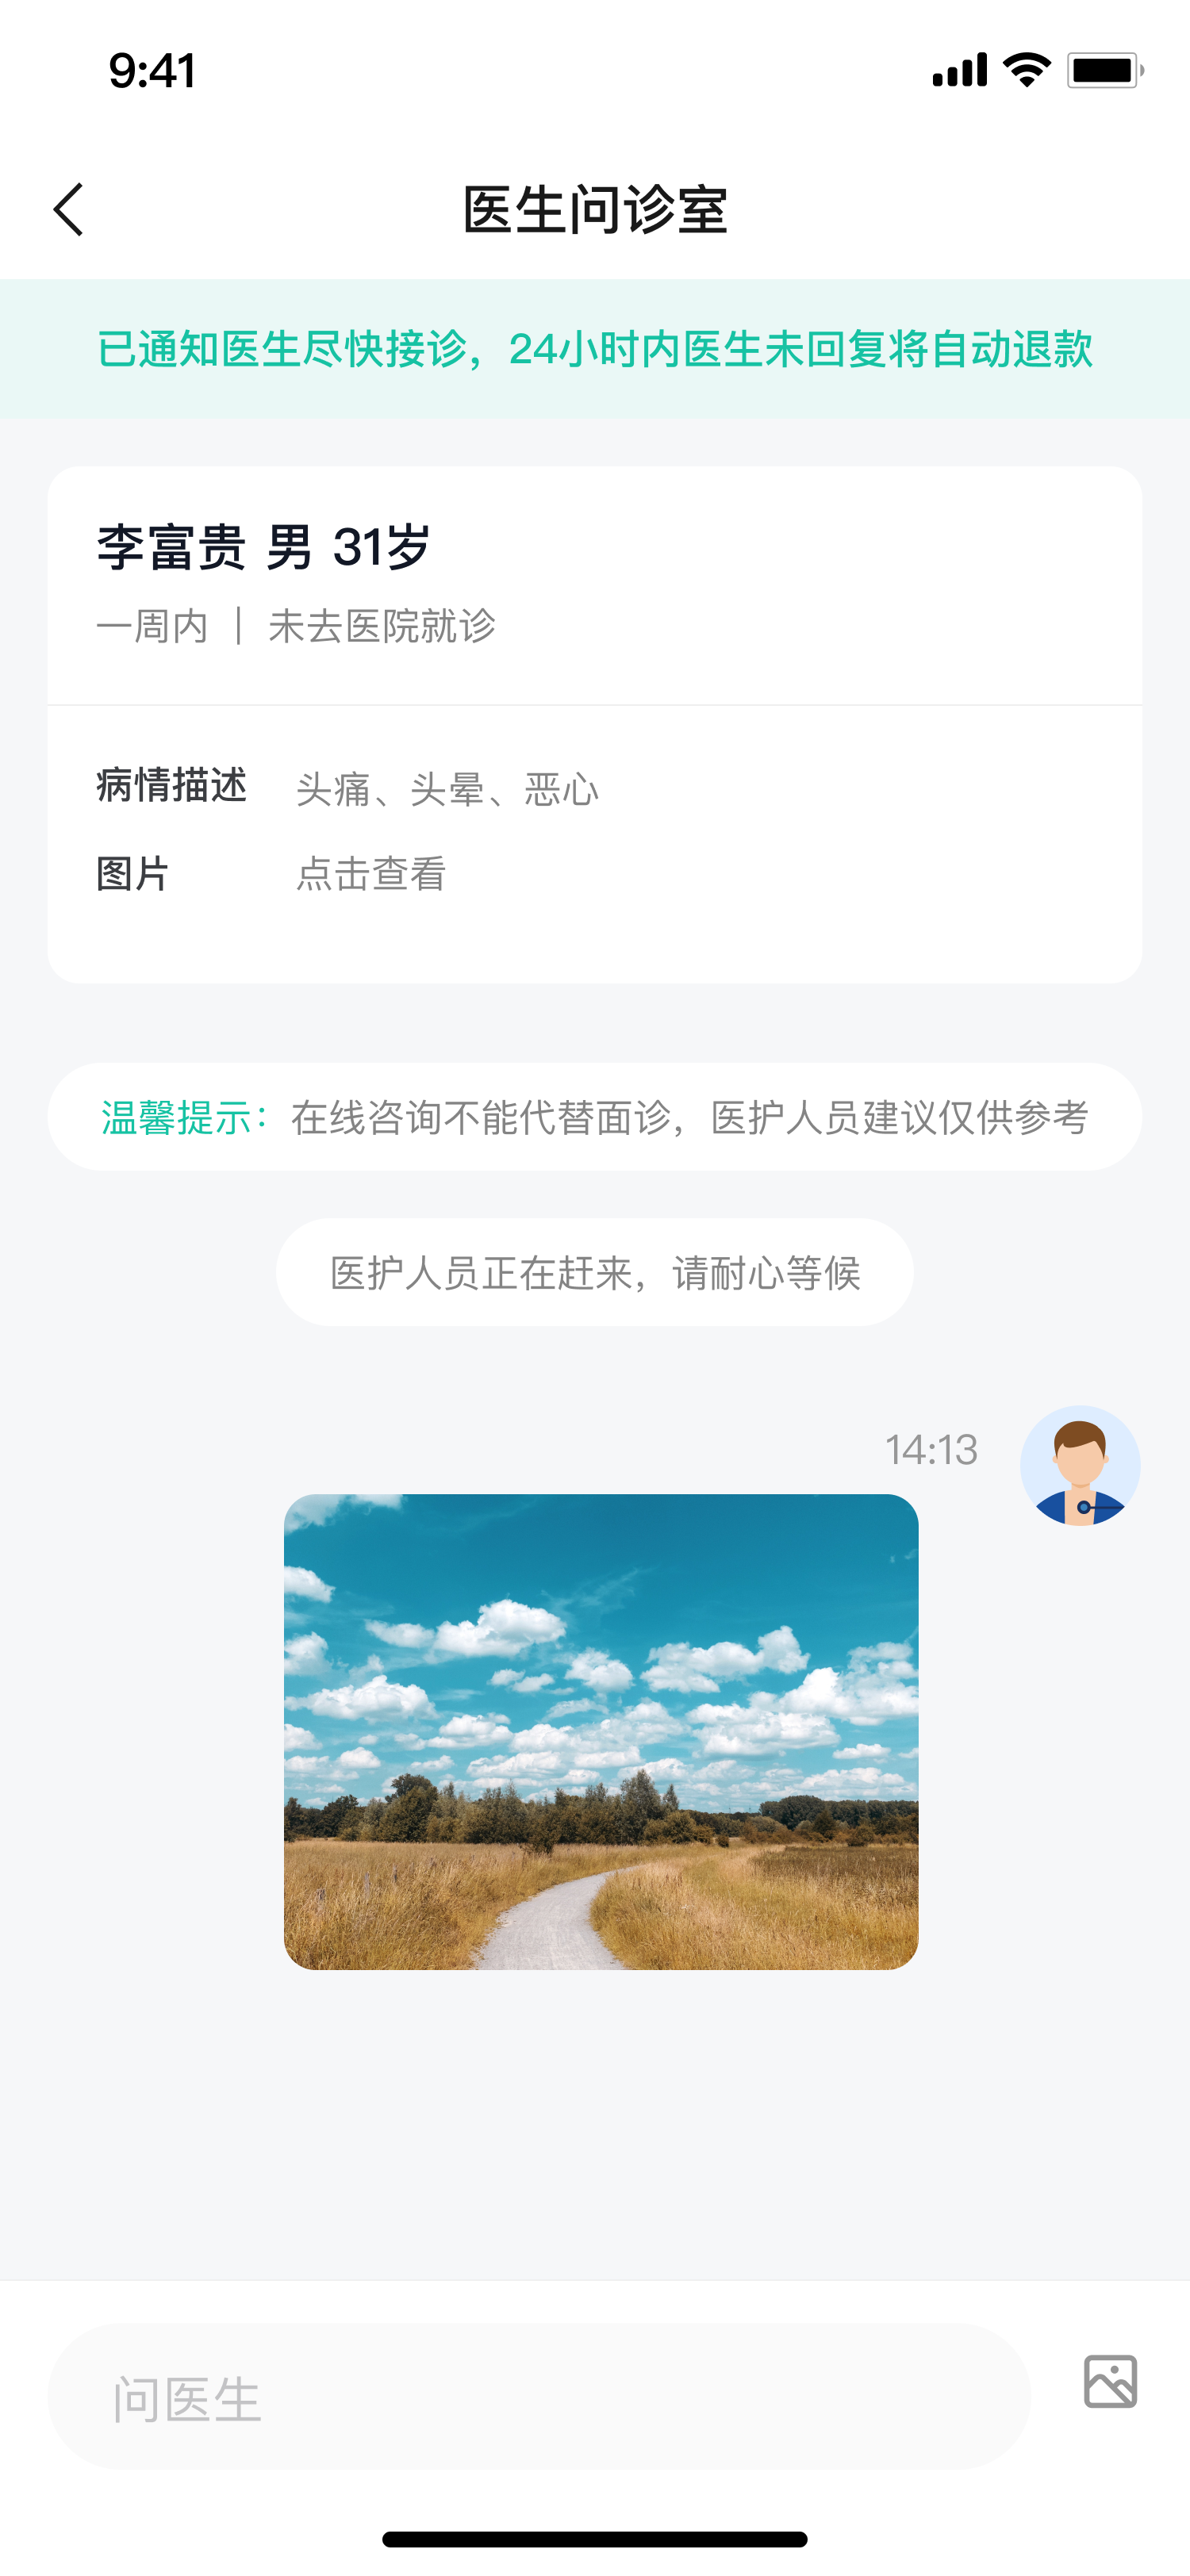 9:41
医生问诊室
已通知医生尽快接诊，24小时内医生未回复将自动退款
李富贵 男 31岁
一周内 | 未去医院就诊
病情描述 头痛、头晕、恶心
图片 点击查看
温馨提示：在线咨询不能代替面诊，医护人员建议仅供参考
医护人员正在赶来，请耐心等候
14:13
问医生